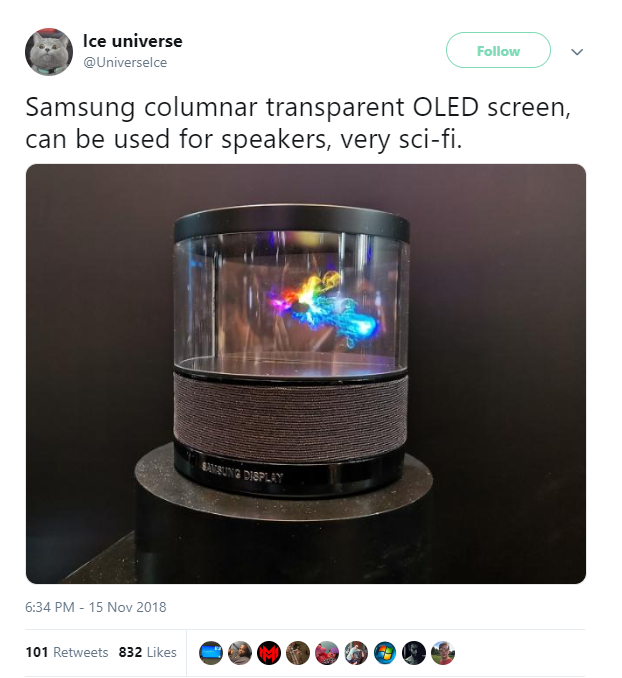 Ice universe
@UniverseIce
Follow
Samsung columnar transparent OLED screen,
can be used for speakers, very sci-fi.
SAMSUNG DISPLAY
6:34 PM - 15 Nov 2018
101 Retweets 832 Likes